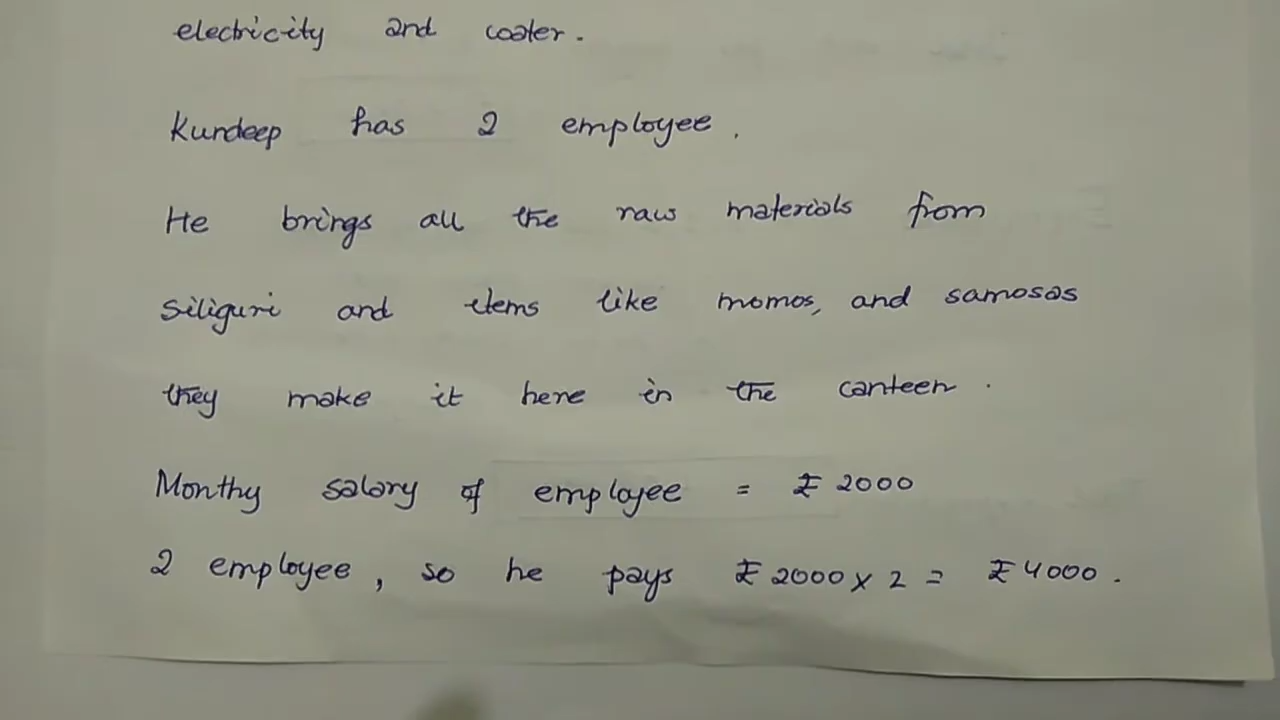 electricity and water.
Kundeep has 2 employee.
He brings all the raw materials from
Siliguri and items like momos, and samosas
they make it here in the canteen.
Monthy salary of employee = ₹ 2000
2 employee, so he pays ₹ 2000 x 2 = ₹ 4000.